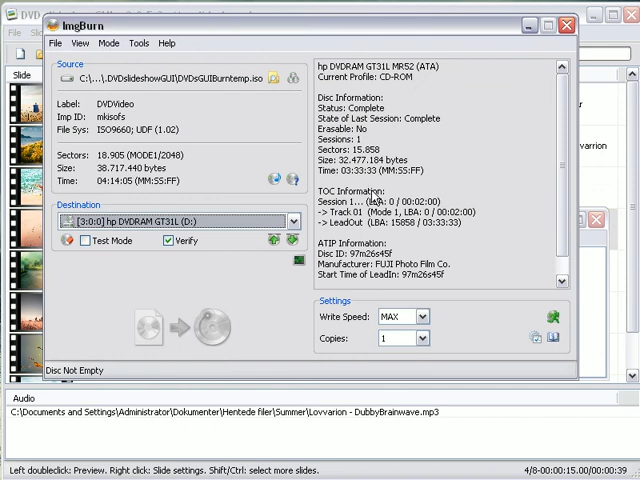 ImgBurn
File View Mode Tools Help
Slide
Source
C:\...\.DVDslideshowGUI\DVDsGUIBurntemp.iso
Label: DVDVideo
Imp ID: mkisofs
File Sys: ISO9660; UDF (1.02)
Sectors: 18.905 (MODE1/2048)
Size: 38.717.440 bytes
Time: 04:14:05 (MM:SS:FF)
Destination
[3:0:0] hp DVDRAM GT31L (D:)
Test Mode Verify
hp DVDRAM GT31L MR52 (ATA)
Current Profile: CD-ROM
Disc Information:
Status: Complete
State of Last Session: Complete
Erasable: No
Sessions: 1
Sectors: 15.858
Size: 32.477.184 bytes
Time: 03:33:33 (MM:SS:FF)
TOC Information:
Session 1... (LBA: 0 / 00:02:00)
-> Track 01 (Mode 1, LBA: 0 / 00:02:00)
-> LeadOut (LBA: 15858 / 03:33:33)
ATIP Information:
Disc ID: 97m26s45f
Manufacturer: FUJI Photo Film Co.
Start Time of LeadIn: 97m26s45f
Settings
Write Speed: MAX
Copies: 1
Disc Not Empty
ovarrion
Audio
C:\Documents and Settings\Administrator\Dokumenter\Hentede filer\Summer\Lovvarion - DubbyBrainwave.mp3
Left doubleclick: Preview. Right click: Slide settings. Shift/Ctrl: select more slides. 4/8-00:00:15.00/00:00:39